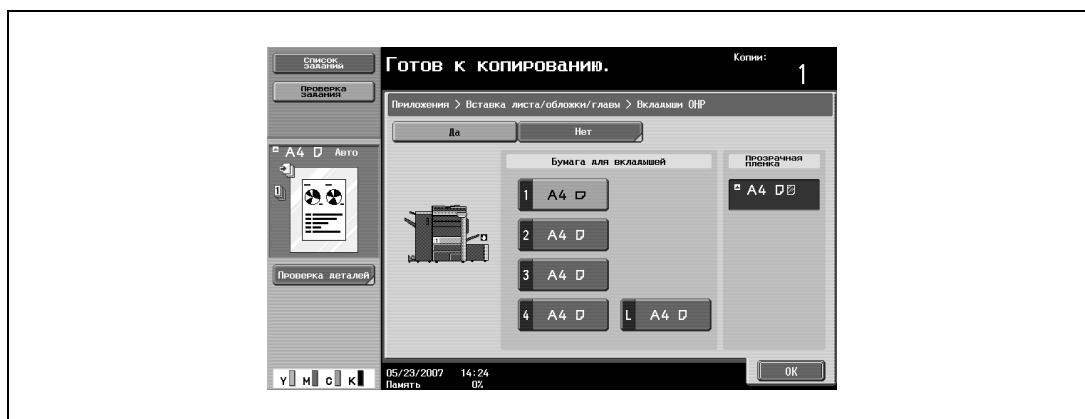 Список
заданий
Готов к копированию.
Копии:
1
Проверка
задания
Приложения > Вставка листа/обложки/главы > Вкладыши OHP
Да
Нет
A4 Авто
Бумага для вкладышей
Прозрачная
пленка
1 A4
A4
1
2 A4
3 A4
Проверка деталей
4 A4
L A4
05/23/2007 14:24
Память 0%
OK
Y M C K